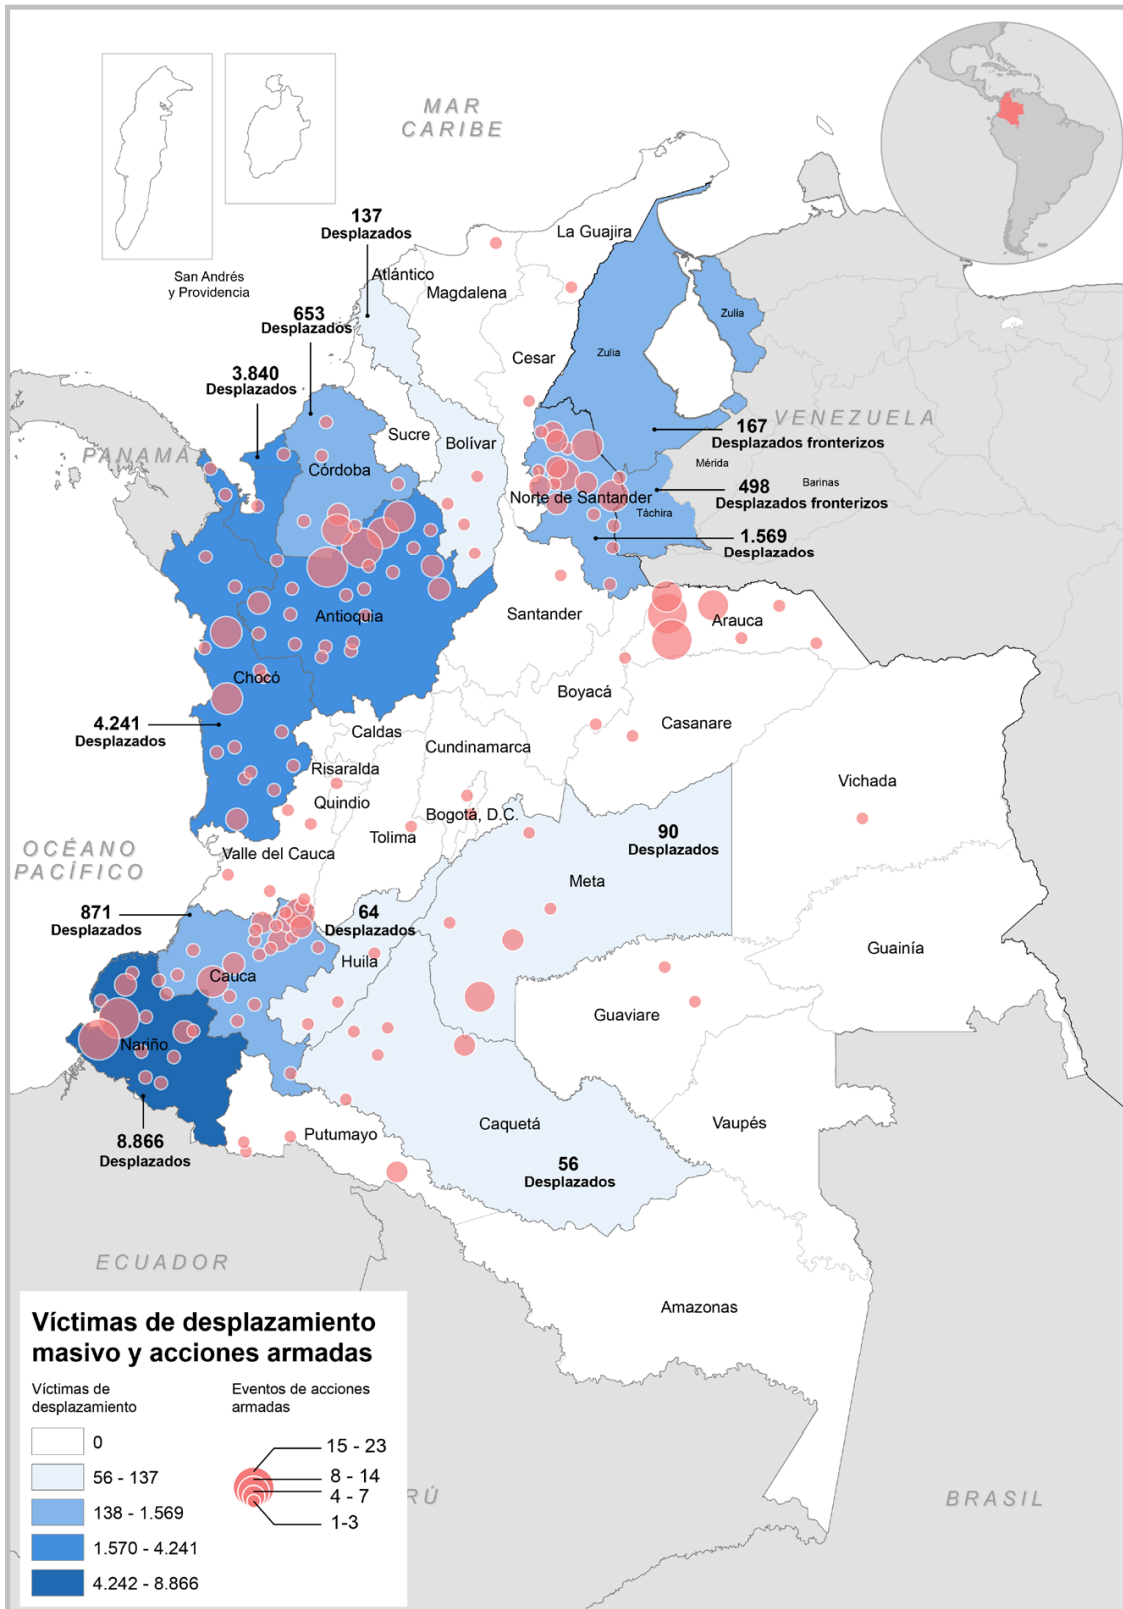 MAR
CARIBE
137
Desplazados
La Guajira
Atlántico
San Andrés
y Providencia
Magdalena
653
Desplazados
Zulia
Zulia
Cesar
3.840
Desplazados
PANAMÁ
VENEZUELA
Sucre
Bolívar
167
Desplazados fronterizos
Córdoba
Mérida
Barinas
498
Desplazados fronterizos
Norte de Santander
Táchira
1.569
Desplazados
Santander
Antioquia
Arauca
Chocó
Boyacá
4.241
Desplazados
Casanare
Caldas
Cundinamarca
Risaralda
Vichada
Quindio
Bogotá, D.C.
Tolima
90
Desplazados
OCÉANO
PACÍFICO
Valle del Cauca
Meta
871
Desplazados
64
Desplazados
Guainía
Huila
Cauca
Guaviare
Nariño
Caquetá
Vaupés
Putumayo
8.866
Desplazados
56
Desplazados
ECUADOR
Amazonas
Víctimas de desplazamiento
masivo y acciones armadas
Víctimas de
desplazamiento
Eventos de acciones
armadas
0
56 - 137
138 - 1.569
1.570 - 4.241
4.242 - 8.866
15 - 23
8 - 14
4 - 7
1-3
RÚ
BRASIL